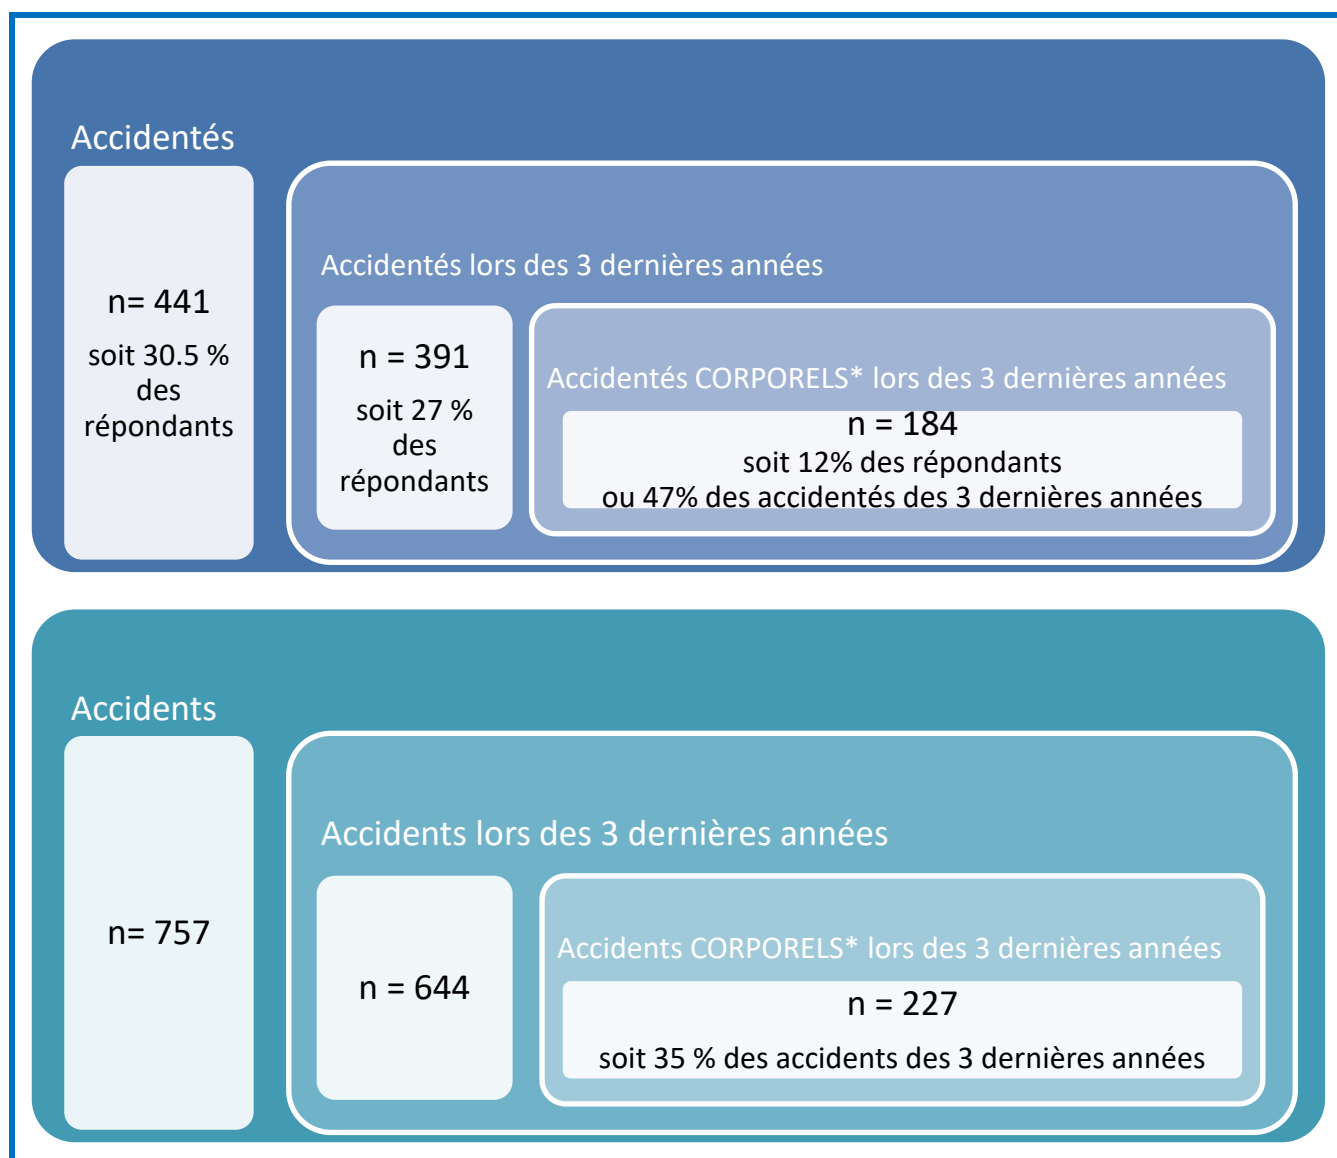 Accidentés
n= 441
soit 30.5 %
des
répondants
Accidentés lors des 3 dernières années
n = 391
soit 27 %
des
répondants
Accidentés CORPORELS* lors des 3 dernières années
n = 184
soit 12% des répondants
ou 47% des accidentés des 3 dernières années
Accidents
n= 757
Accidents lors des 3 dernières années
n = 644
Accidents CORPORELS* lors des 3 dernières années
n = 227
soit 35 % des accidents des 3 dernières années